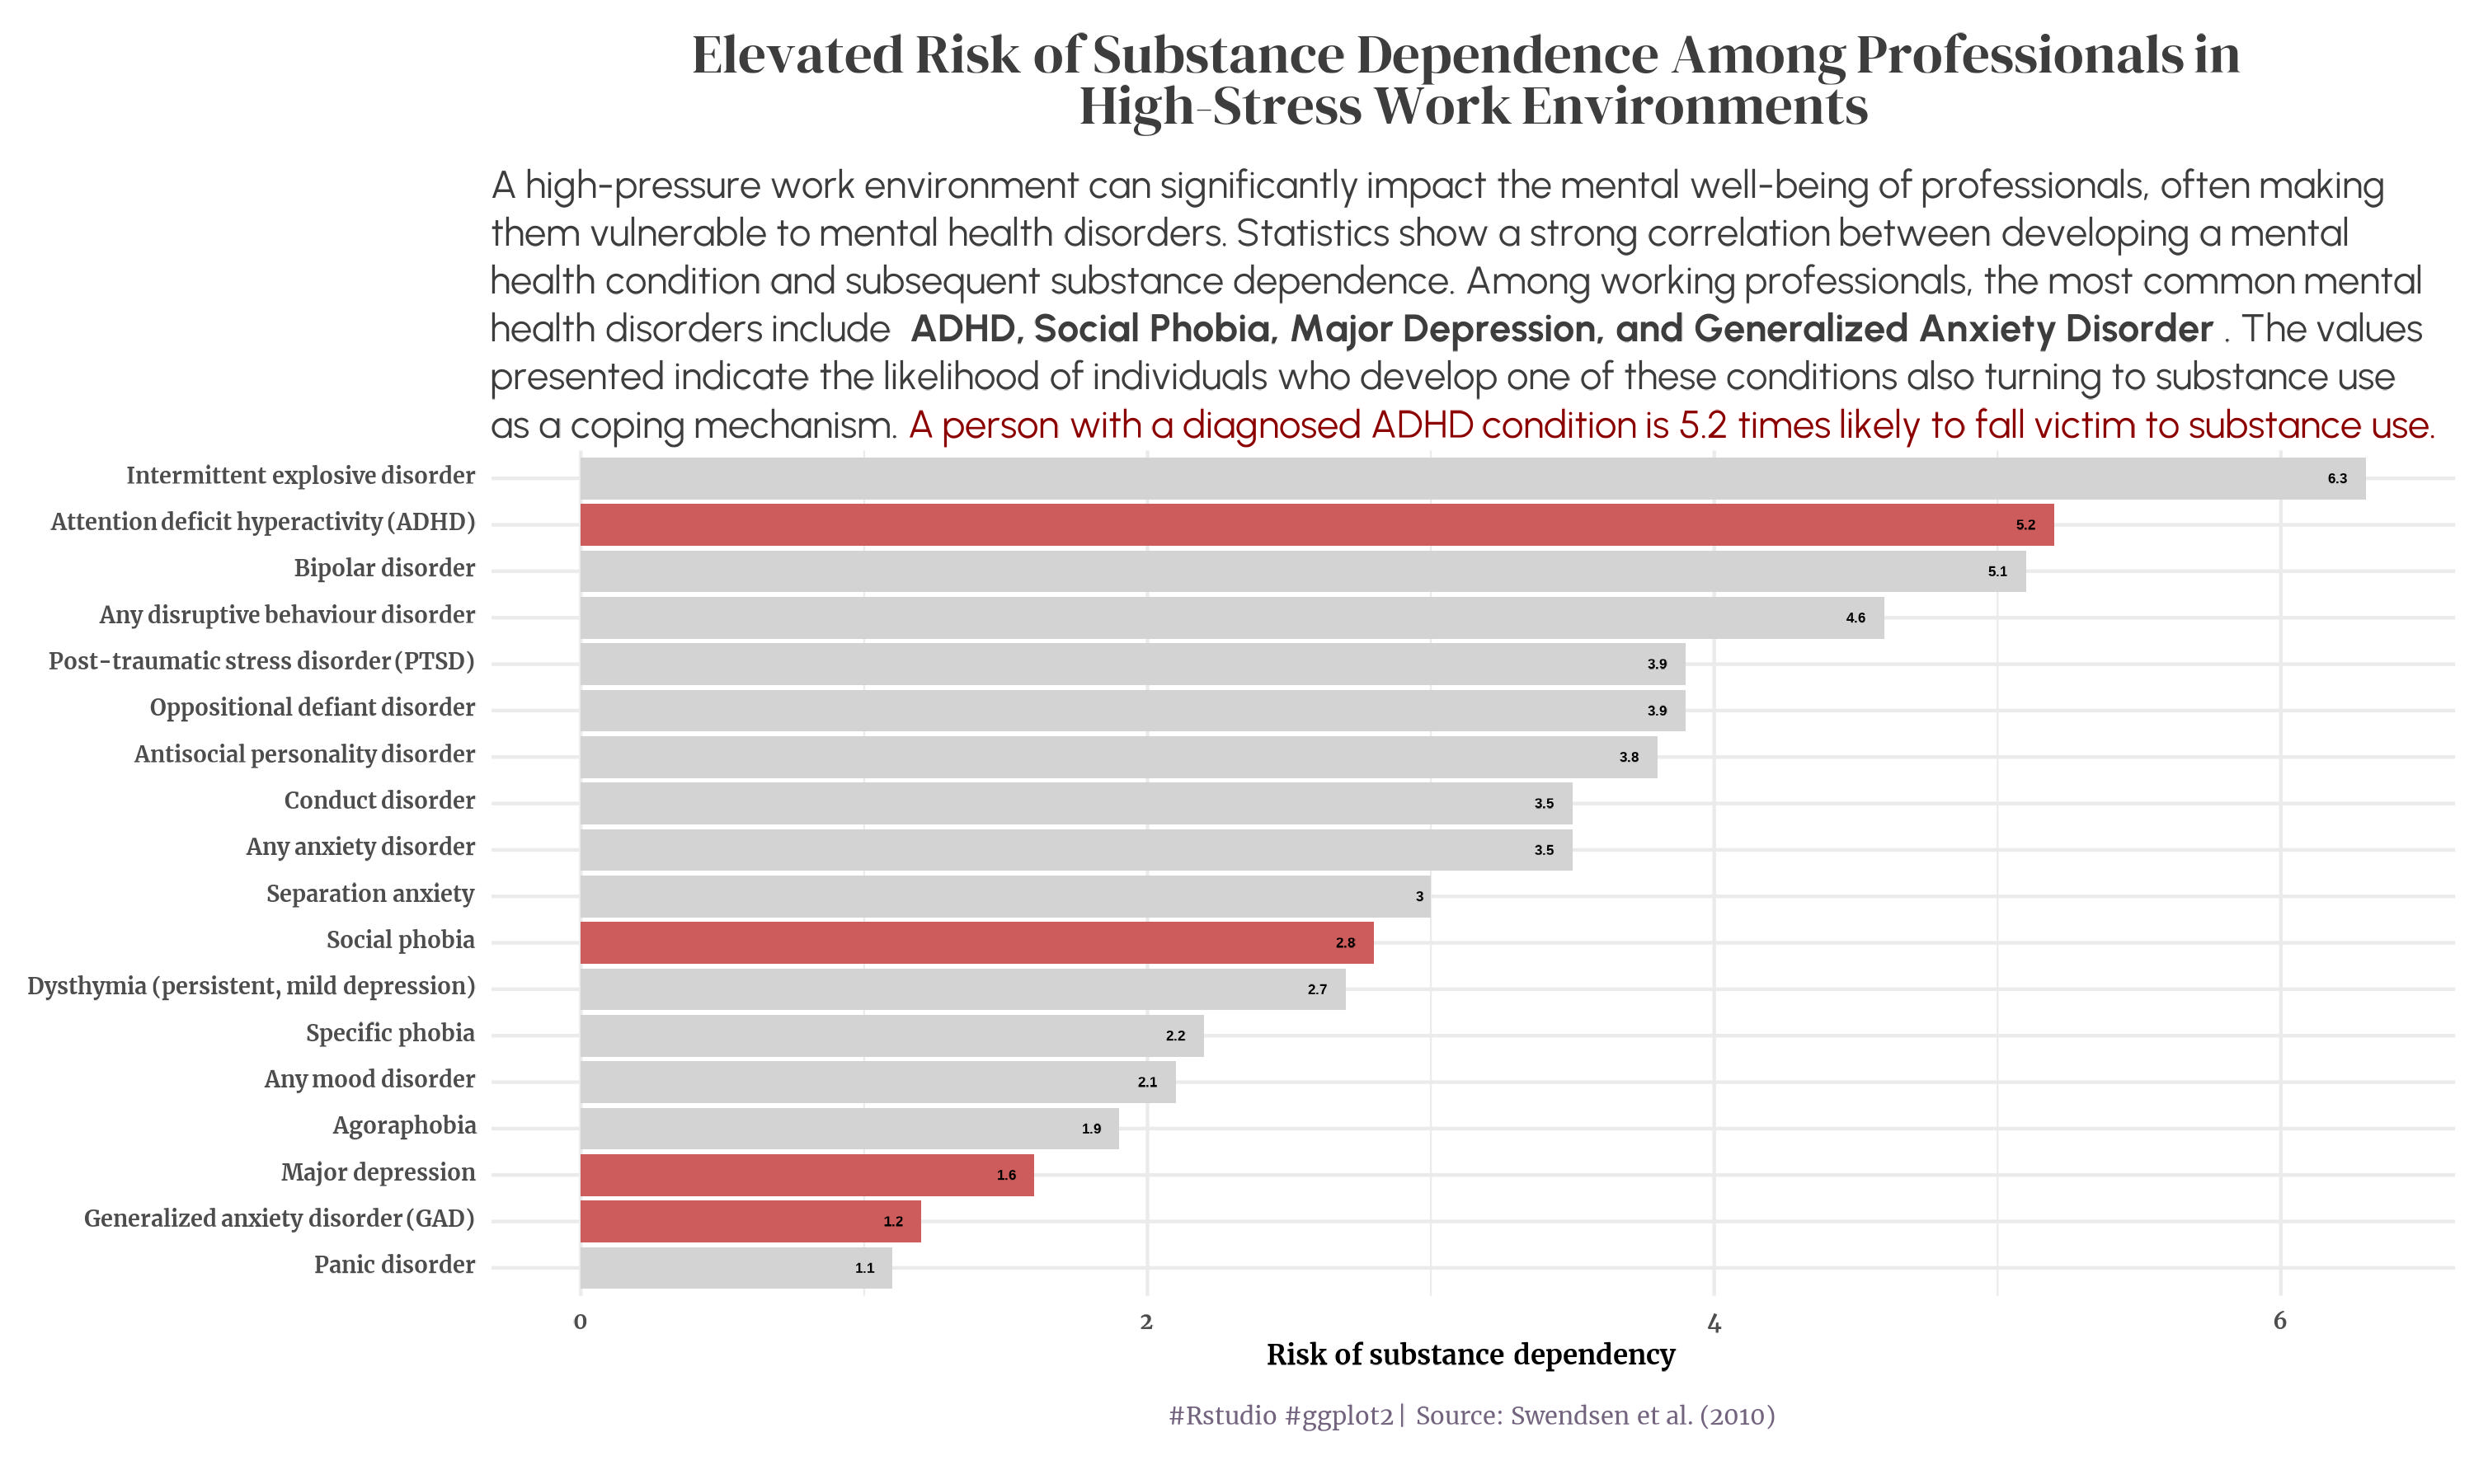 Elevated Risk of Substance Dependence Among Professionals in
High-Stress Work Environments
A high-pressure work environment can significantly impact the mental well-being of professionals, often making
them vulnerable to mental health disorders. Statistics show a strong correlation between developing a mental
health condition and subsequent substance dependence. Among working professionals, the most common mental
health disorders include ADHD, Social Phobia, Major Depression, and Generalized Anxiety Disorder . The values
presented indicate the likelihood of individuals who develop one of these conditions also turning to substance use
as a coping mechanism. A person with a diagnosed ADHD condition is 5.2 times likely to fall victim to substance use.
Intermittent explosive disorder 6.3
Attention deficit hyperactivity (ADHD) 5.2
Bipolar disorder 5.1
Any disruptive behaviour disorder 4.6
Post-traumatic stress disorder (PTSD) 3.9
Oppositional defiant disorder 3.9
Antisocial personality disorder 3.8
Conduct disorder 3.5
Any anxiety disorder 3.5
Separation anxiety 3
Social phobia 2.8
Dysthymia (persistent, mild depression) 2.7
Specific phobia 2.2
Any mood disorder 2.1
Agoraphobia 1.9
Major depression 1.6
Generalized anxiety disorder (GAD) 1.2
Panic disorder 1.1
0 2 4 6
Risk of substance dependency
#Rstudio #ggplot2| Source: Swendsen et al. (2010)